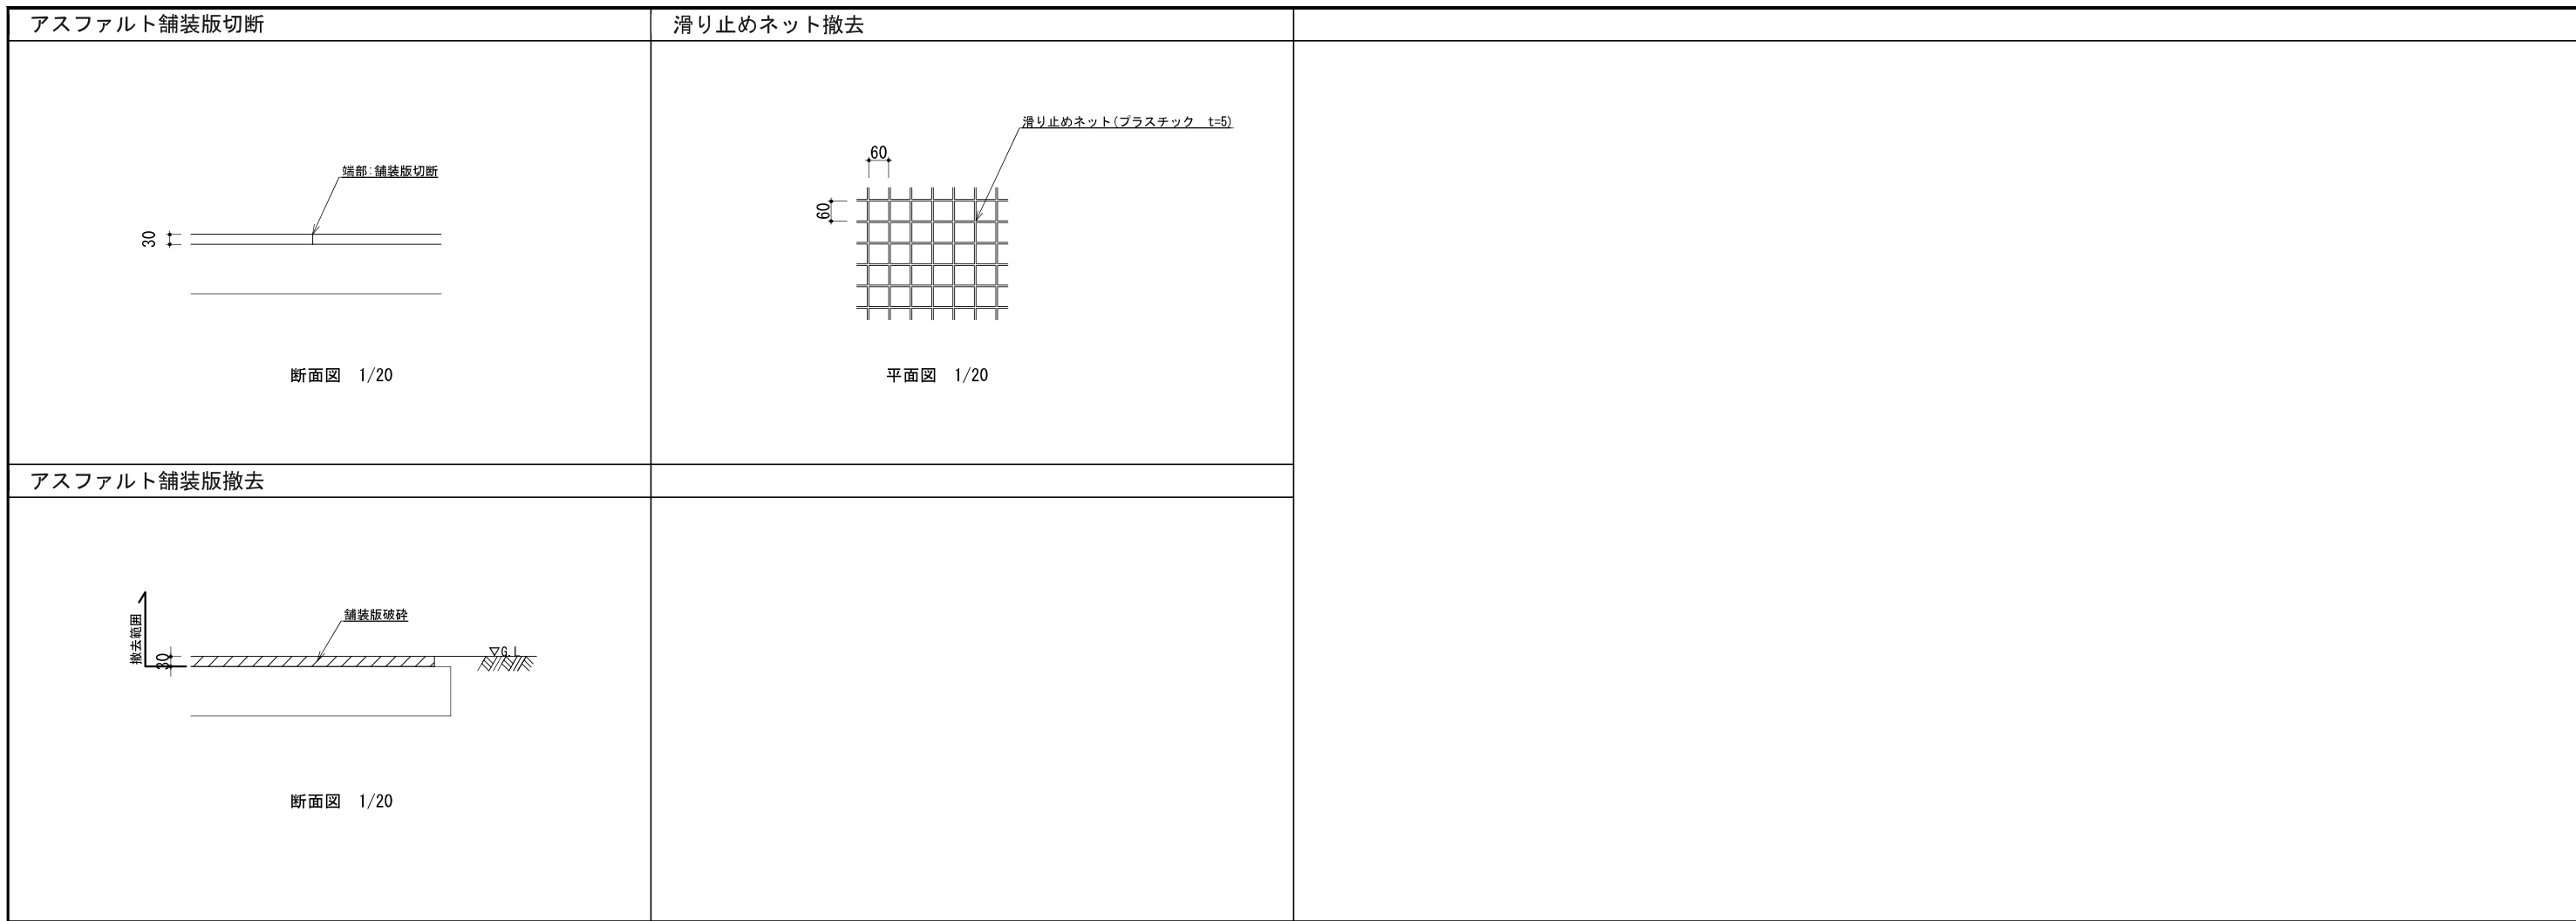 アスファルト舗装版切断
滑り止めネット撤去
端部:舗装版切断
30
断面図　1/20
滑り止めネット(プラスチック　t=5)
60
60
平面図　1/20
アスファルト舗装版撤去
撤去範囲
30
舗装版破砕
▽G.L
断面図　1/20